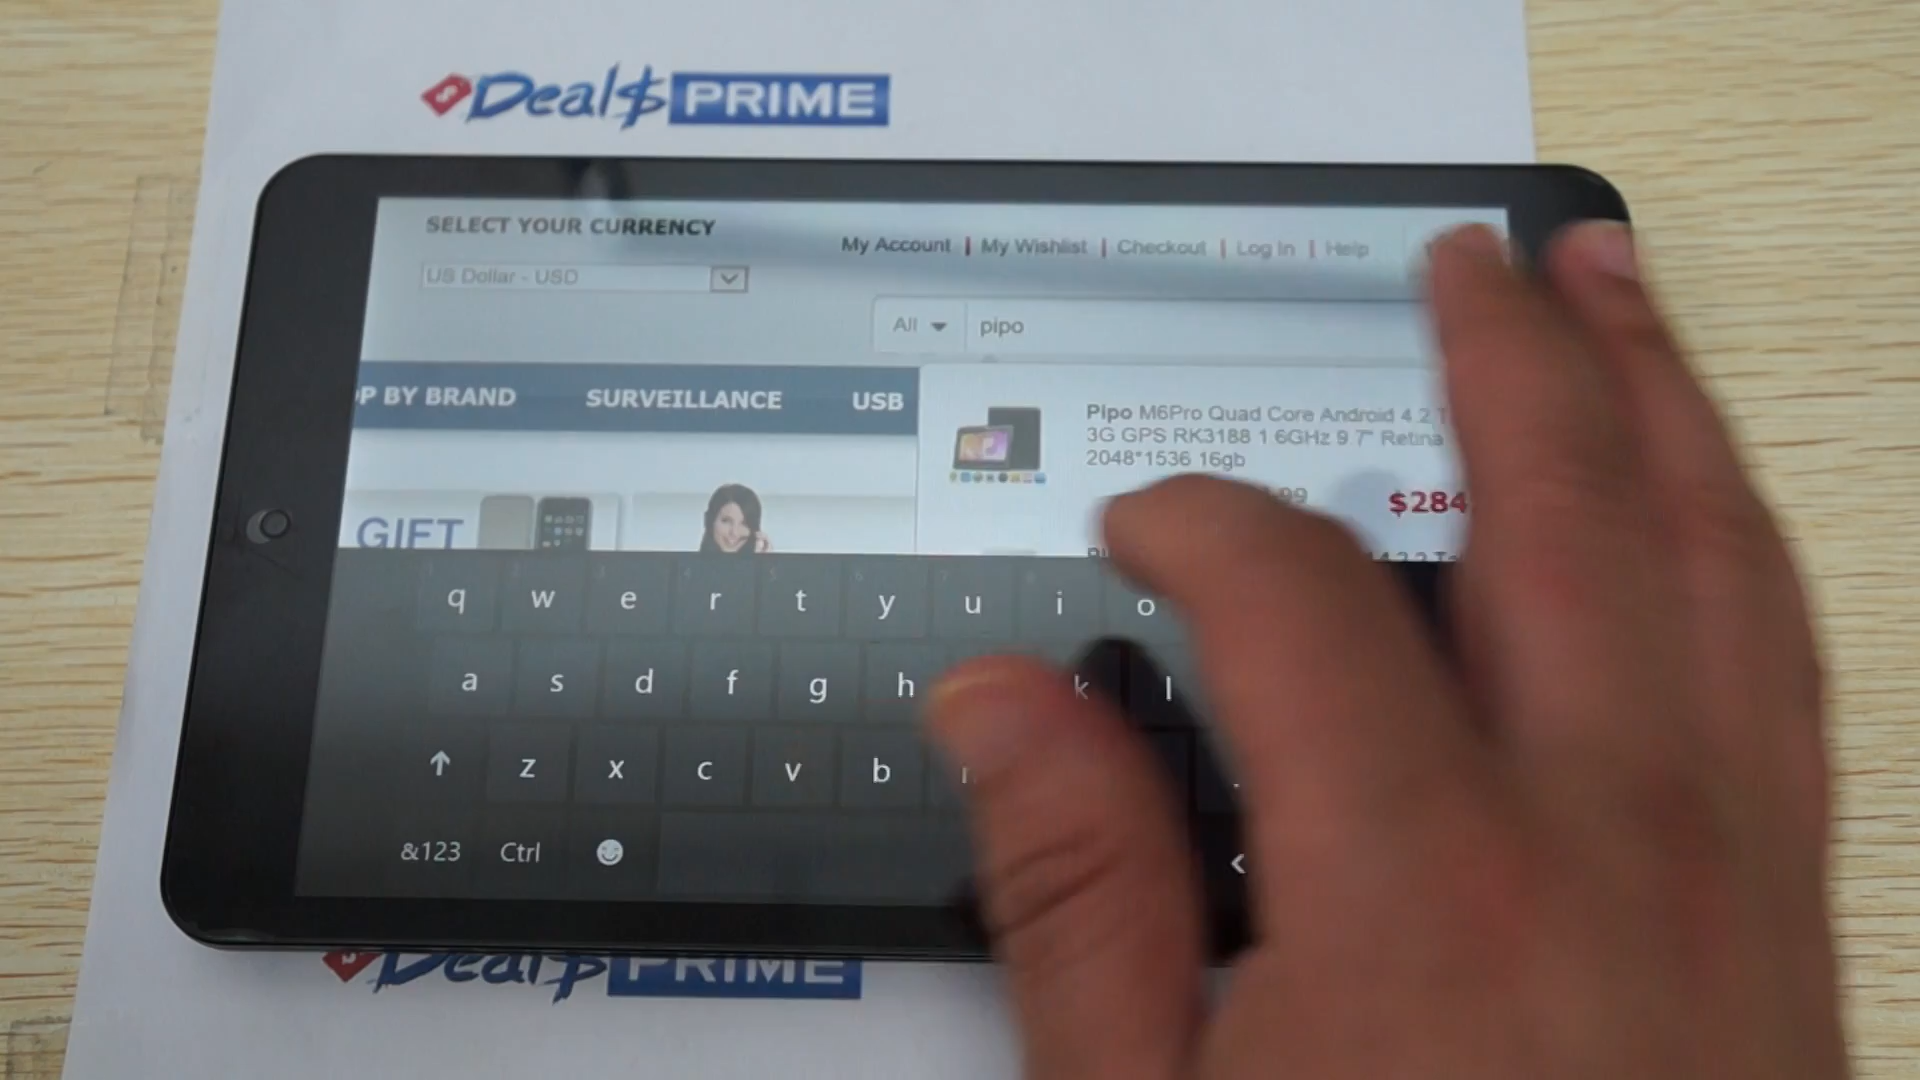 Deal$ PRIME
SELECT YOUR CURRENCY
My Account | My Wishlist | Checkout | Log In | Help
US Dollar - USD
All pipo
P BY BRAND SURVEILLANCE USB
Pipo M6Pro Quad Core Android 4.2
3G GPS RK3188 1.6GHz 9.7" Retina
2048*1536 16gb
$284
GIFT
q w e r t y u i o
a s d f g h k l
z x c v b
&123 Ctrl
Deal$ PRIME